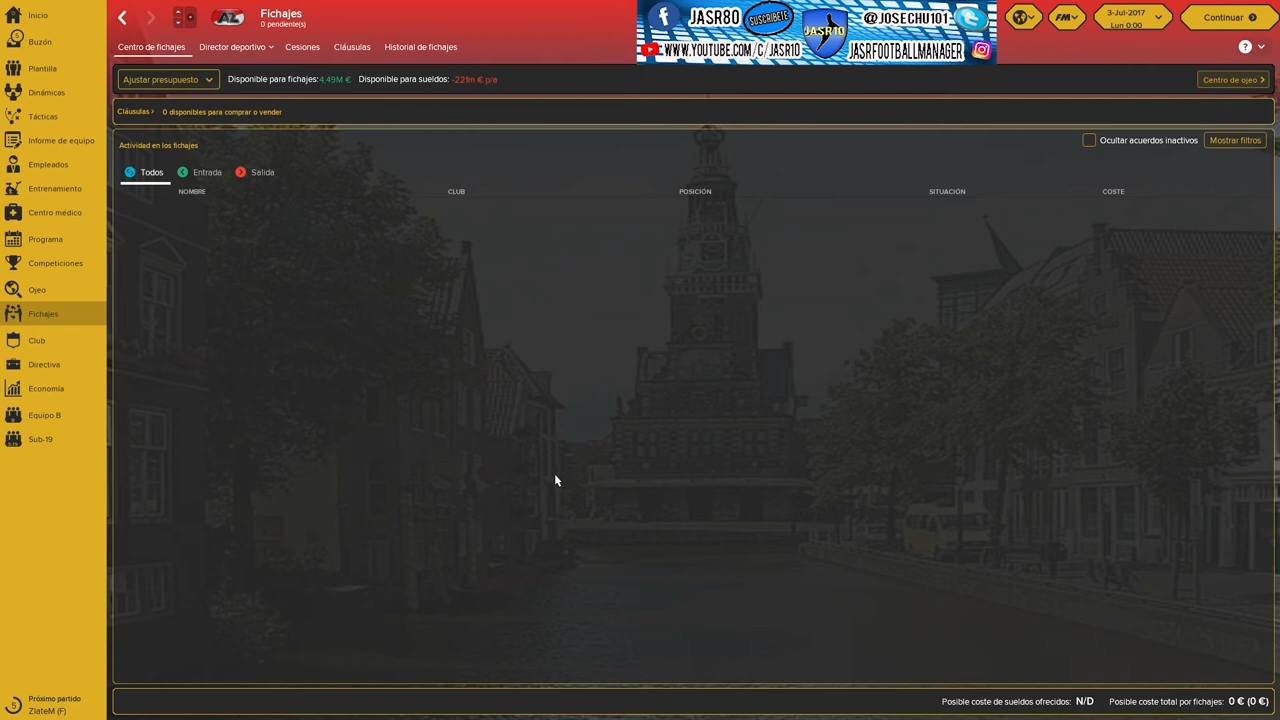 Inicio
5
Buzón
Plantilla
Dinámicas
Tácticas
Informe de equipo
Empleados
Entrenamiento
Centro médico
Programa
Competiciones
Ojeo
Fichajes
Club
Directiva
Economía
Equipo B
Sub-19
5
Próximo partido
ZlateM (F)
AZ
Fichajes
0 pendiente(s)
JASR80
SUSCRIBETE
JASR10
@JOSECHU101
WWW.YOUTUBE.COM/C/JASR10
JASRFOOTBALLMANAGER
FM
3-Jul-2017
Lun 0:00
Continuar
Centro de fichajes
Director deportivo
Cesiones
Cláusulas
Historial de fichajes
?
Ajustar presupuesto
Disponible para fichajes: 4,49M €
Disponible para sueldos: -221m € p/a
Centro de ojeo >
Cláusulas >
0 disponibles para comprar o vender
Actividad en los fichajes
Ocultar acuerdos inactivos
Mostrar filtros
Todos
Entrada
Salida
NOMBRE
CLUB
POSICIÓN
SITUACIÓN
COSTE
Posible coste de sueldos ofrecidos: N/D
Posible coste total por fichajes: 0 € (0 €)